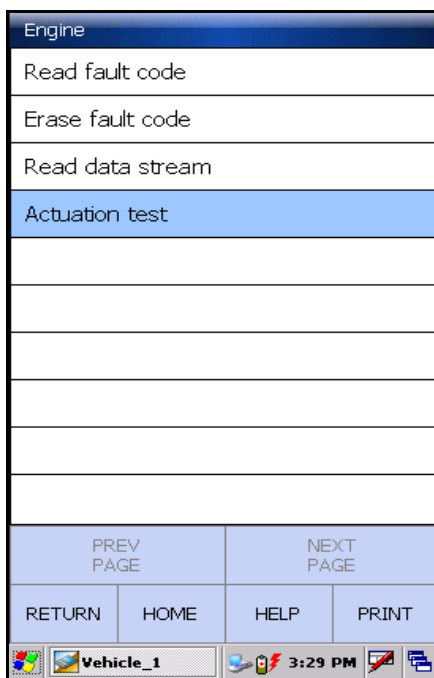 Engine
Read fault code
Erase fault code
Read data stream
Actuation test
PREV
PAGE
NEXT
PAGE
RETURN HOME HELP PRINT
Vehicle_1 3:29 PM